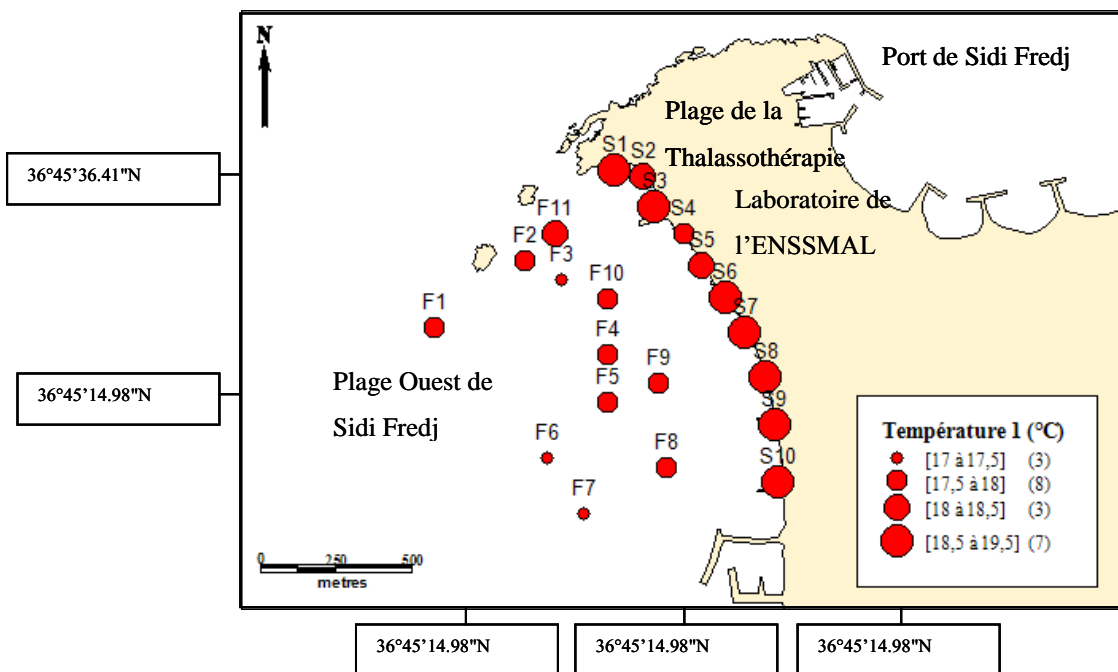 N
Port de Sidi Fredj
Plage de la
Thalassothérapie
S1
S2
S3
S4
Laboratoire de
l'ENSSMAL
36°45'36.41"N
F11
F2
F3
S5
S6
F10
S7
F1
F4
S8
F9
F5
S9
36°45'14.98"N
Plage Ouest de
Sidi Fredj
F6
F8
S10
F7
Température 1 (°C)
[17 à 17,5] (3)
[17,5 à 18] (8)
[18 à 18,5] (3)
[18,5 à 19,5] (7)
0 250 500
metres
36°45'14.98"N
36°45'14.98"N
36°45'14.98"N